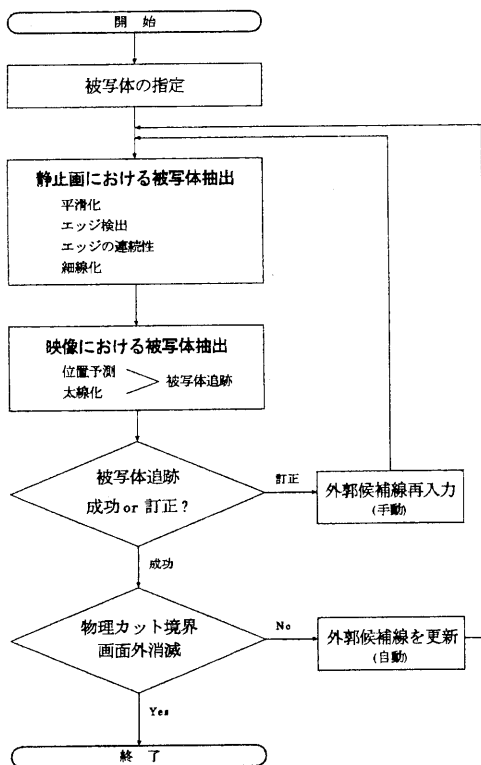 開 始
被写体の指定
静止画における被写体抽出
平滑化
エッジ検出
エッジの連続性
細線化
映像における被写体抽出
位置予測
太線化
被写体追跡
被写体追跡
成功 or 訂正?
訂正
外郭候補線再入力
(手動)
成功
物理カット境界
画面外消滅
No
外郭候補線を更新
(自動)
Yes
終 了